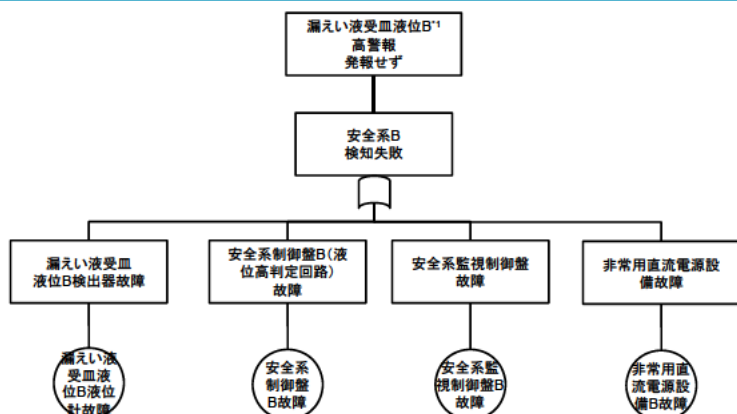 漏えい液受皿液位B*1
高警報
発報せず
安全系B
検知失敗
漏えい液受皿
液位B検出器故障
安全系制御盤B(液
位高判定回路)
故障
安全系監視制御盤
故障
非常用直流電源設
備故障
漏えい液
受皿液
位B液位
計故障
安全系
制御盤
B故障
安全系監
視制御盤B
故障
非常用直
流電源設
備B故障